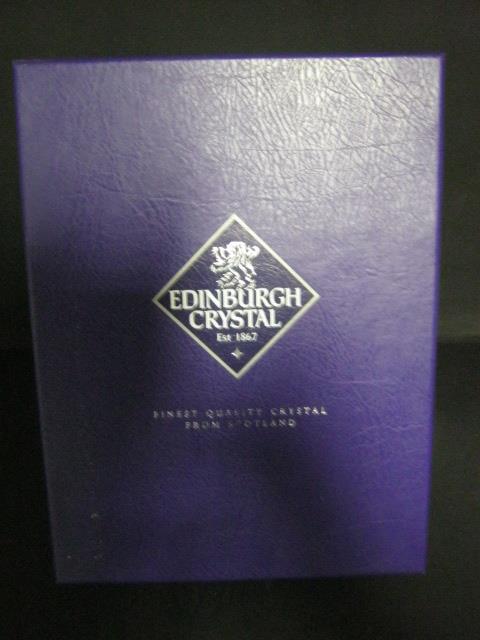 EDINBURGH
CRYSTAL
Est 1867
FINEST QUALITY CRYSTAL
FROM SCOTLAND